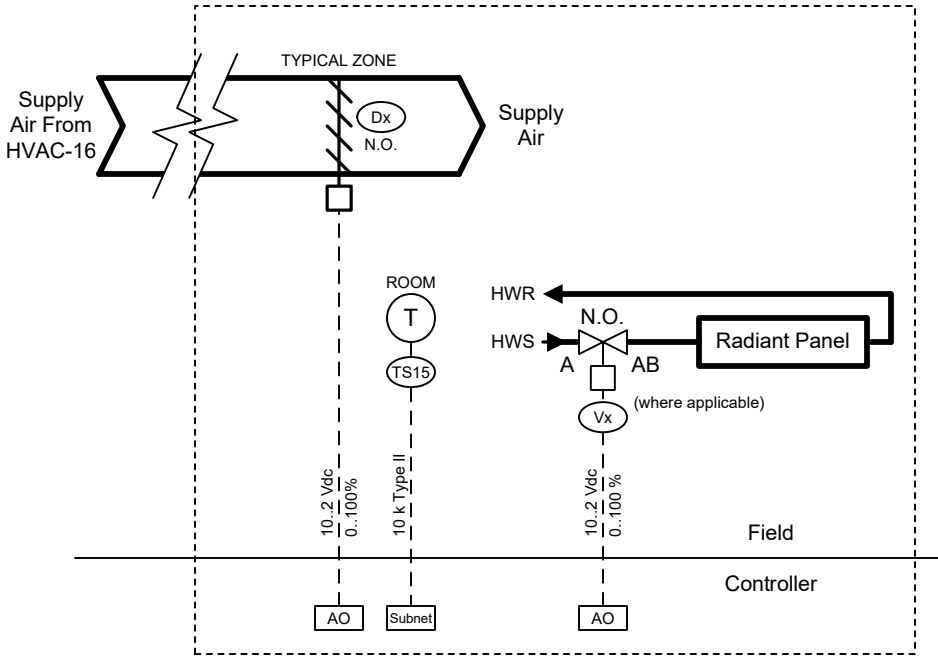 TYPICAL ZONE
Supply
Air From
HVAC-16
Dx
N.O.
Supply
Air
ROOM
T
TS15
HWR
HWS
N.O.
A
AB
Radiant Panel
(where applicable)
Vx
10..2 Vdc
0..100%
10 k Type II
10..2 Vdc
0..100 %
Field
Controller
AO
Subnet
AO